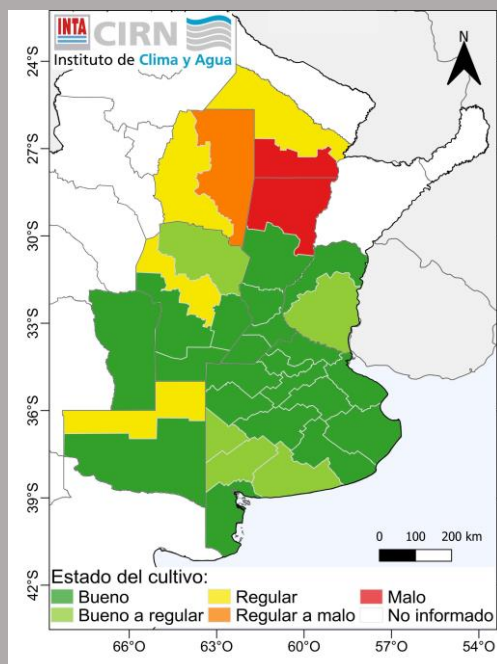 INTA CIRN
Instituto de Clima y Agua
N
24°S
27°S
30°S
33°S
36°S
39°S
42°S
0 100 200 km
Estado del cultivo:
Bueno Regular Malo
Bueno a regular Regular a malo No informado
66°O 63°O 60°O 57°O 54°O